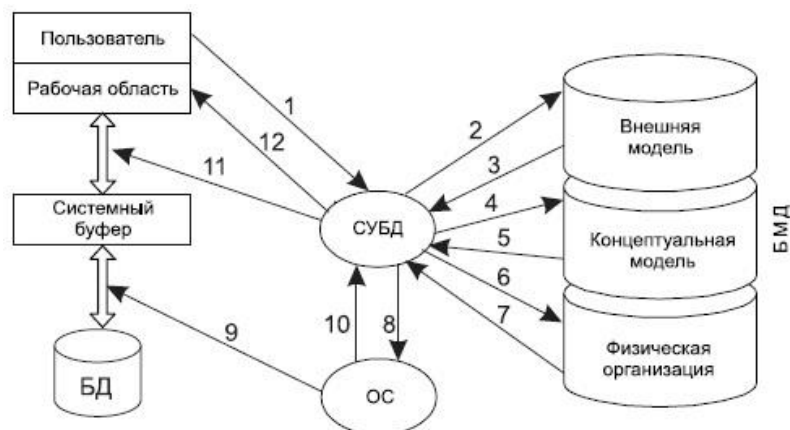 Пользователь
Рабочая область
1
12
11
Системный
буфер
9
БД
СУБД
10
8
ОС
2
3
4
5
6
7
Внешняя
модель
Концептуальная
модель
Физическая
организация
БМД